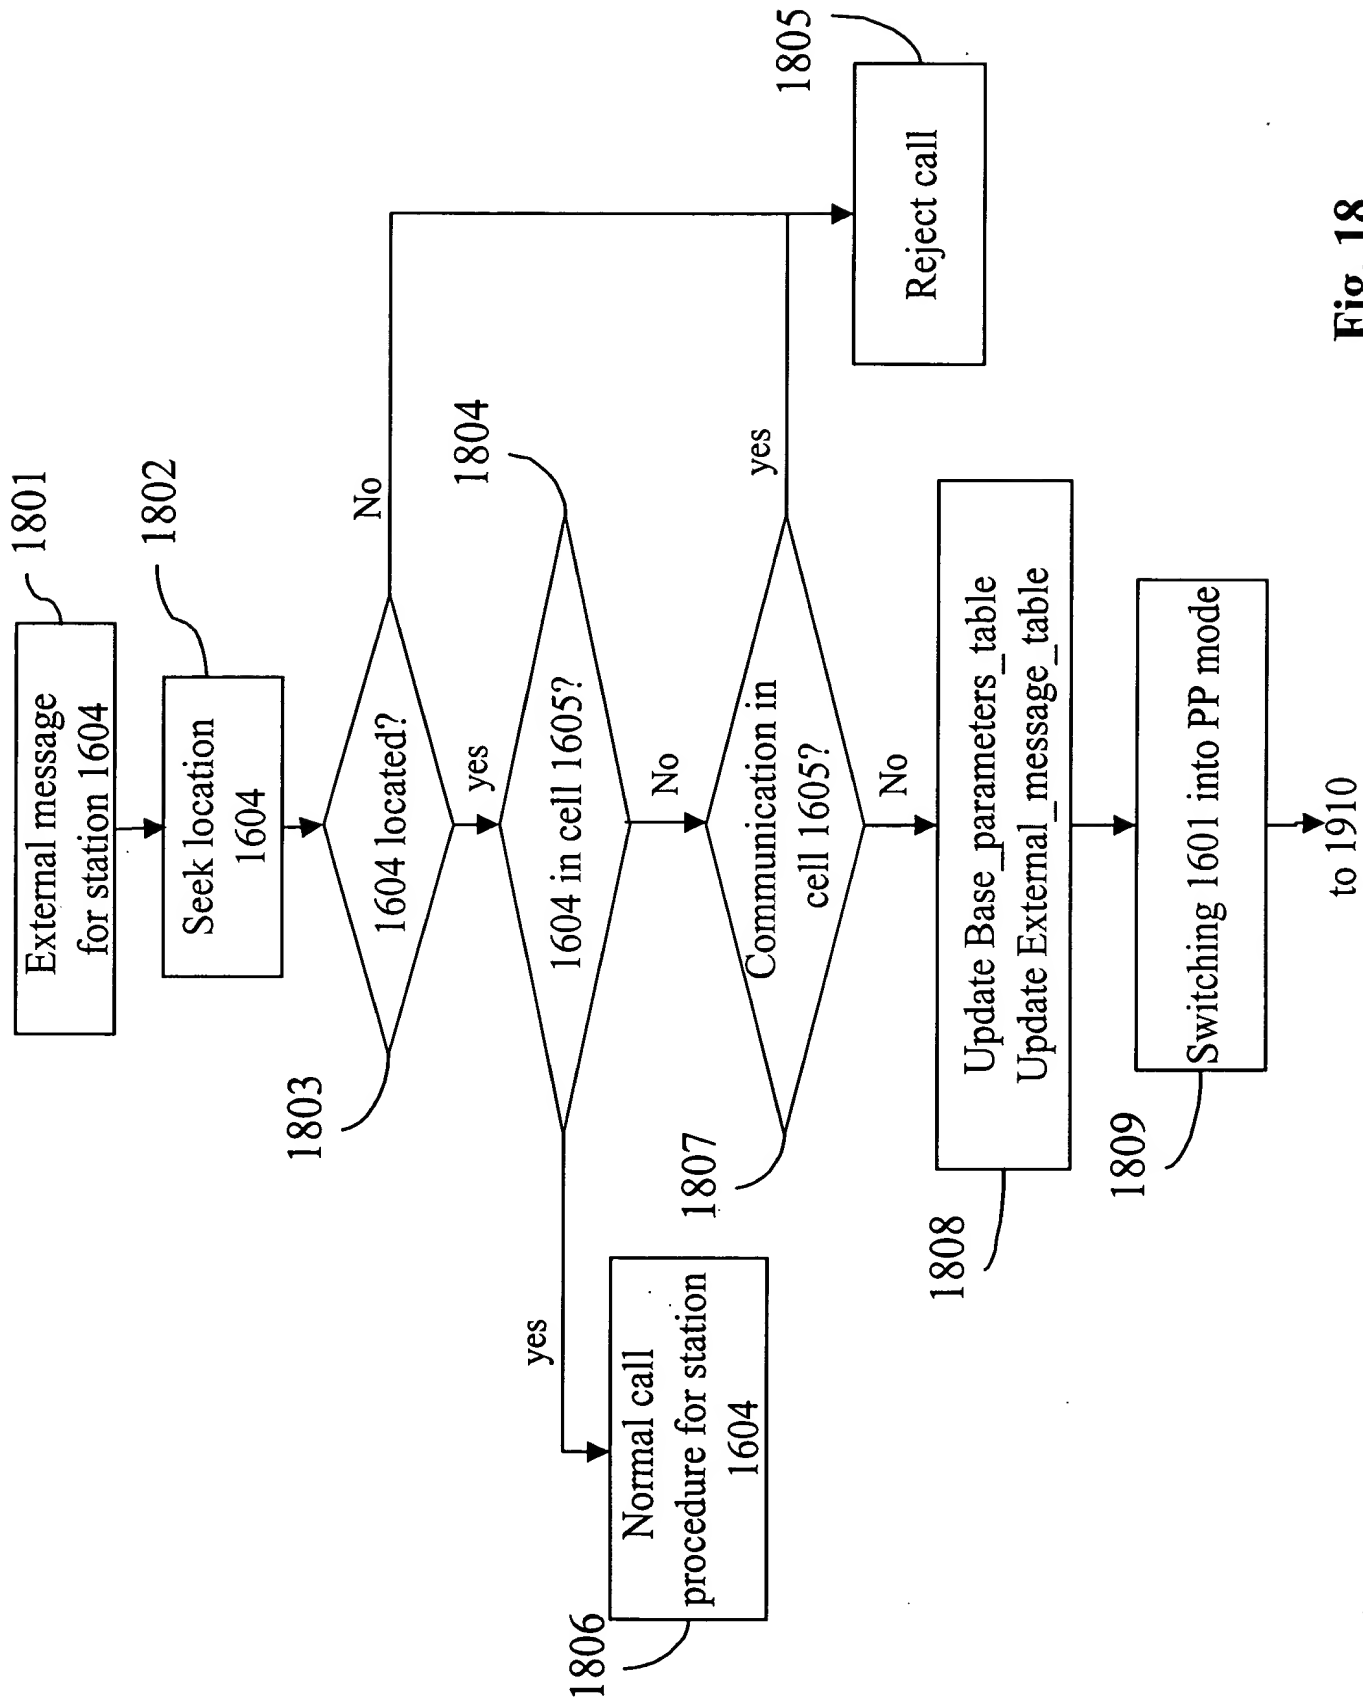 External message
for station 1604
1801
Seek location
1604
1802
1604 located?
1803
No
yes
1604 in cell 1605?
1804
yes
No
Normal call
procedure for station
1604
1806
Communication in
cell 1605?
1807
yes
No
Reject call
1805
Update Base_parameters_table
Update External_message_table
1808
Switching 1601 into PP mode
1809
to 1910
Fig. 18